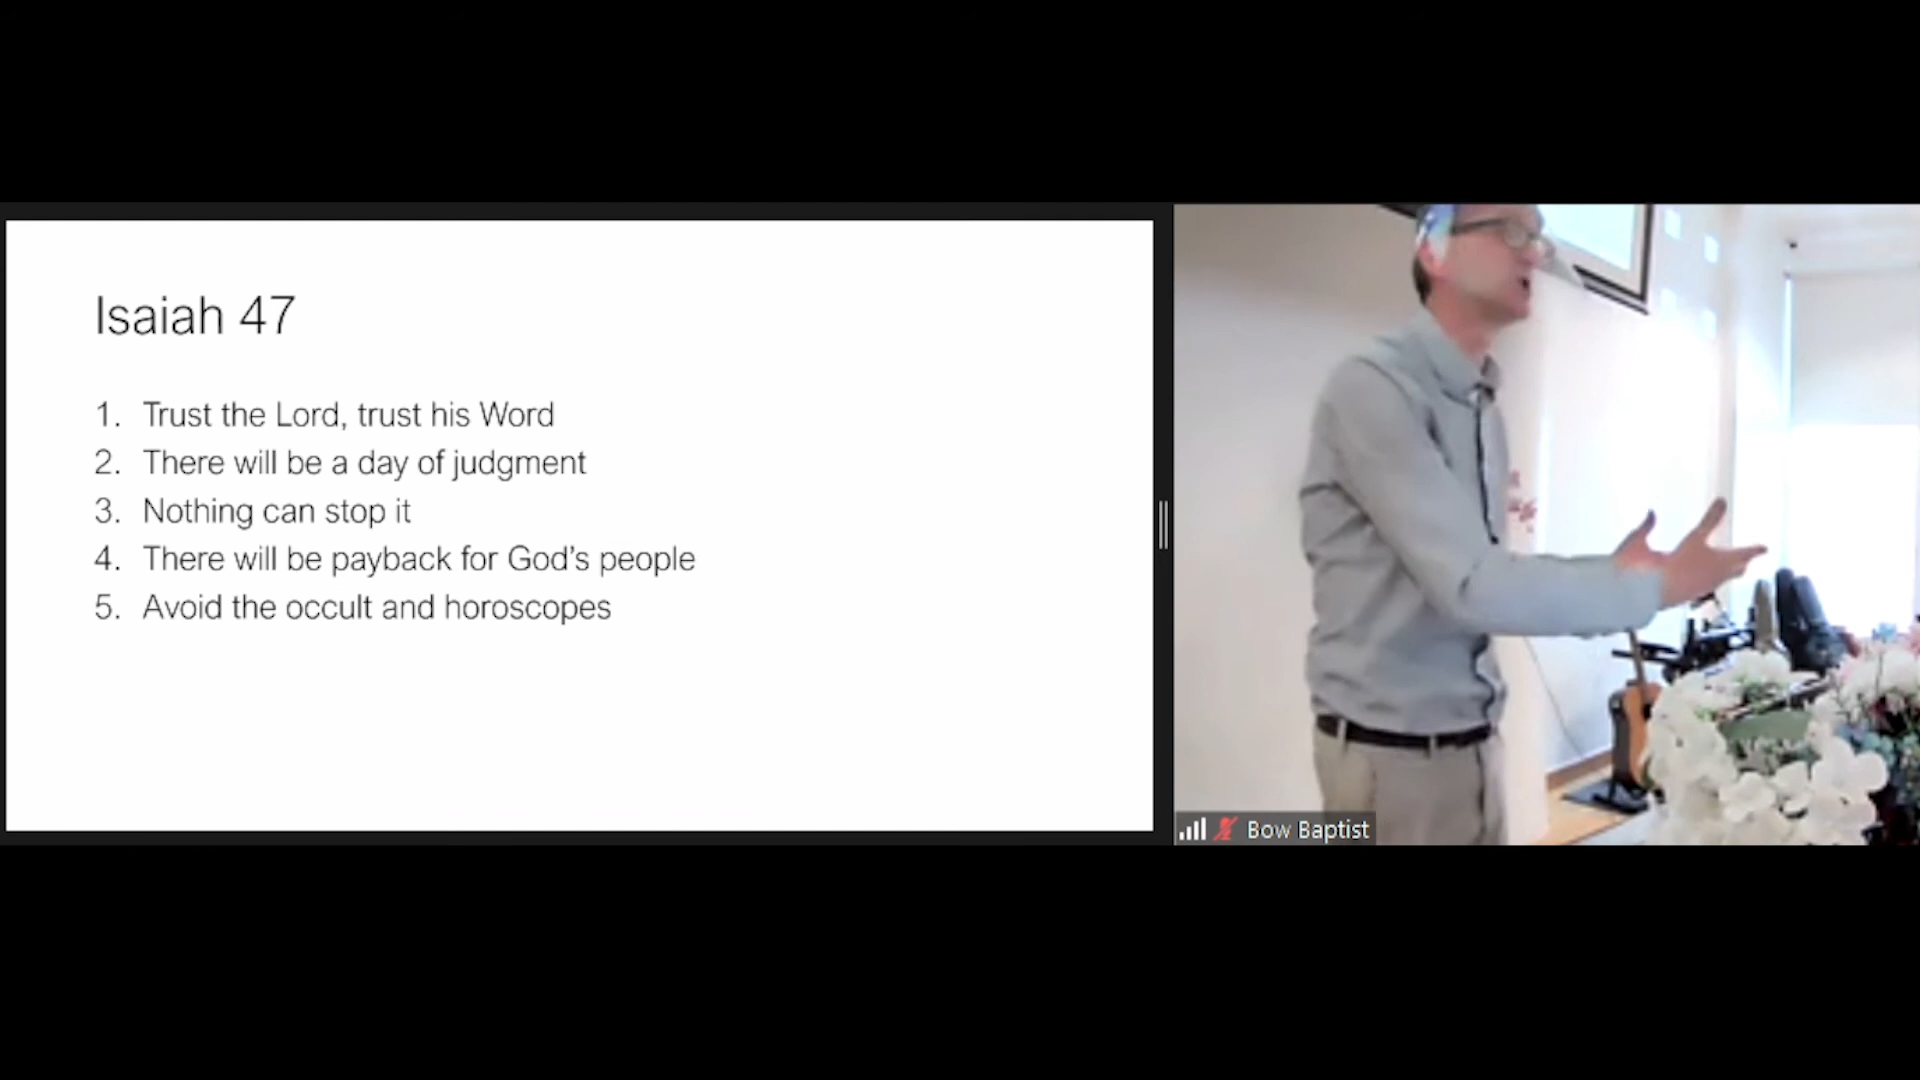 Isaiah 47
1. Trust the Lord, trust his Word
2. There will be a day of judgment
3. Nothing can stop it
4. There will be payback for God's people
5. Avoid the occult and horoscopes
Bow Baptist